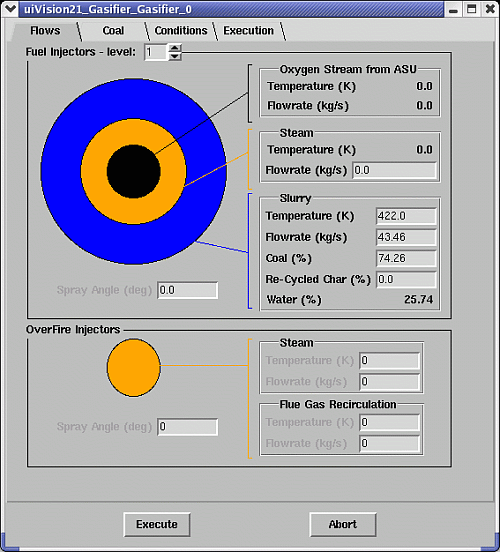 uiVision21_Gasifier_Gasifier_0
Flows Coal Conditions Execution
Fuel Injectors - level: 1
Oxygen Stream from ASU
Temperature (K) 0.0
Flowrate (kg/s) 0.0
Steam
Temperature (K) 0.0
Flowrate (kg/s) 0.0
Slurry
Temperature (K) 422.0
Flowrate (kg/s) 43.46
Coal (%) 74.26
Re-Cycled Char (%) 0.0
Water (%) 25.74
Spray Angle (deg) 0.0
OverFire Injectors
Steam
Temperature (K) 0
Flowrate (kg/s) 0
Flue Gas Recirculation
Temperature (K) 0
Flowrate (kg/s) 0
Spray Angle (deg) 0
Execute Abort